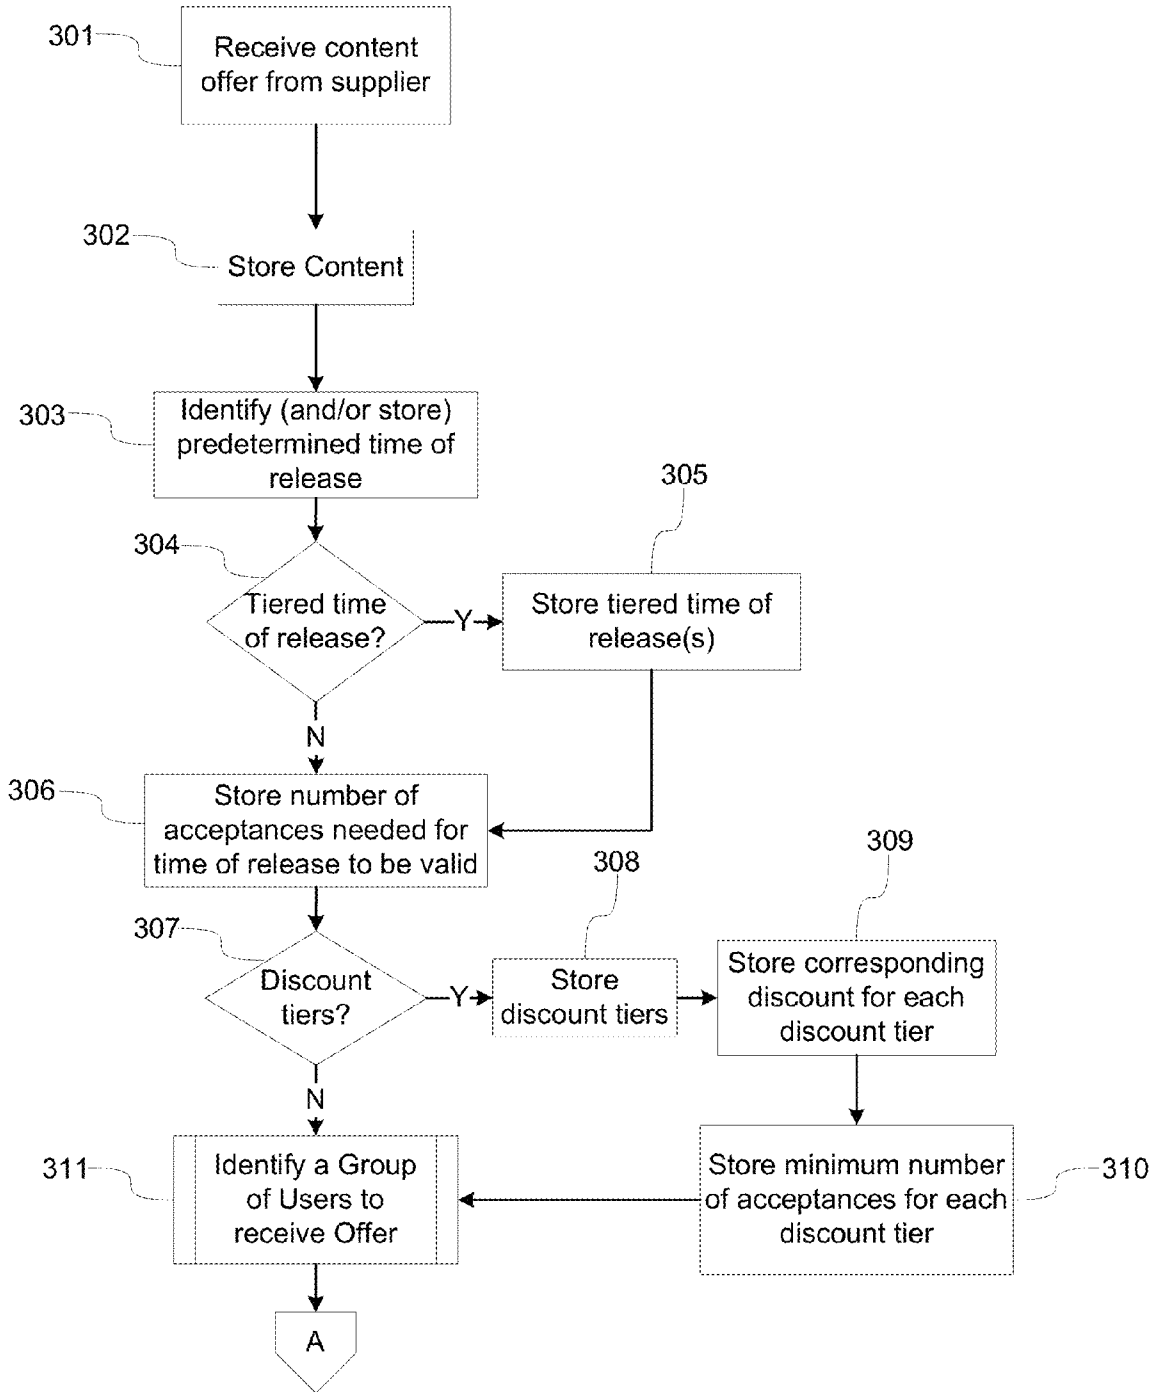 301
Receive content
offer from supplier
302
Store Content
303
Identify (and/or store)
predetermined time of
release
304
Tiered time
of release?
Y
305
Store tiered time of
release(s)
N
306
Store number of
acceptances needed for
time of release to be valid
307
Discount
tiers?
Y
308
Store
discount tiers
309
Store corresponding
discount for each
discount tier
N
311
Identify a Group
of Users to
receive Offer
310
Store minimum number
of acceptances for each
discount tier
A